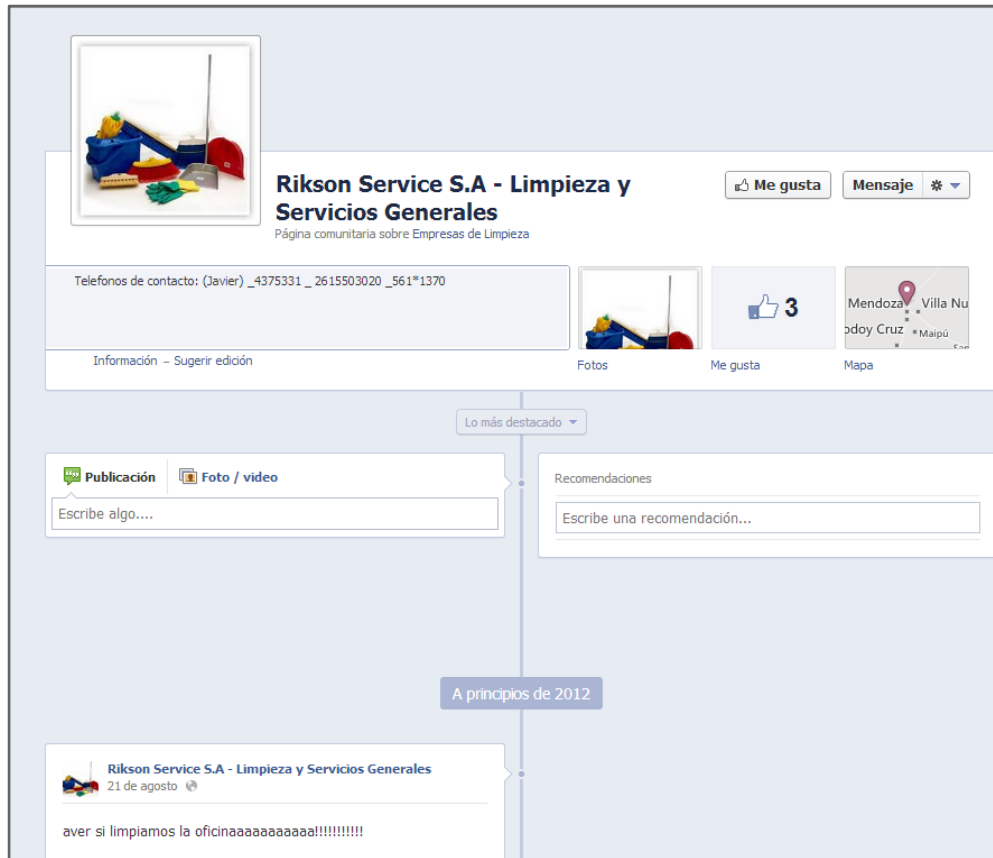 Rikson Service S.A - Limpieza y
Servicios Generales
Página comunitaria sobre Empresas de Limpieza
Me gusta
Mensaje
Telefonos de contacto: (Javier) _4375331 _ 2615503020 _561*1370
Información – Sugerir edición
Fotos
3
Me gusta
Mendoza
Villa Nu
odoy Cruz
Maipú
Mapa
Lo más destacado
Publicación
Foto / video
Escribe algo....
Recomendaciones
Escribe una recomendación...
A principios de 2012
Rikson Service S.A - Limpieza y Servicios Generales
21 de agosto
aver si limpiamos la oficinaaaaaaaaaaa!!!!!!!!!!!